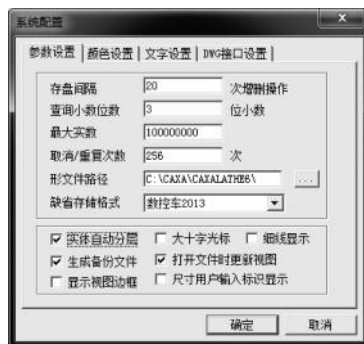 系统配置
参数设置 颜色设置 文字设置 DWG接口设置
存盘间隔 20 次增删操作
查询小数位数 3 位小数
最大实数 100000000
取消/重复次数 256 次
形文件路径 C:\CAXA\CAXALATHE6\ ...
缺省存储格式 数控车2013
实体自动分层 大十字光标 细线显示
生成备份文件 打开文件时更新视图
显示视图边框 尺寸用户输入标识显示
确定 取消